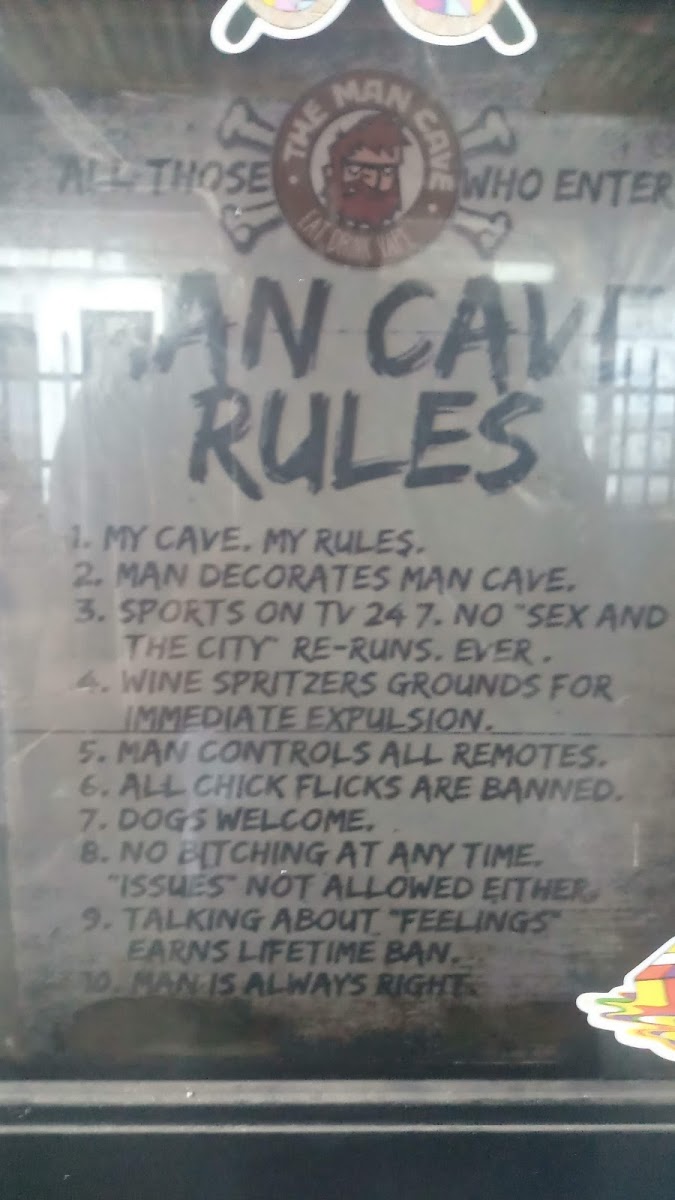 THE MAN CAVE
ALL THOSE WHO ENTER
EAT DRINK VAPE
MAN CAVE
RULES
1. MY CAVE. MY RULES.
2. MAN DECORATES MAN CAVE.
3. SPORTS ON TV 24 7. NO "SEX AND
THE CITY" RE-RUNS. EVER.
4. WINE SPRITZERS GROUNDS FOR
IMMEDIATE EXPULSION.
5. MAN CONTROLS ALL REMOTES.
6. ALL CHICK FLICKS ARE BANNED.
7. DOGS WELCOME.
8. NO BITCHING AT ANY TIME.
"ISSUES" NOT ALLOWED EITHER.
9. TALKING ABOUT "FEELINGS"
EARNS LIFETIME BAN.
10. MAN IS ALWAYS RIGHT.